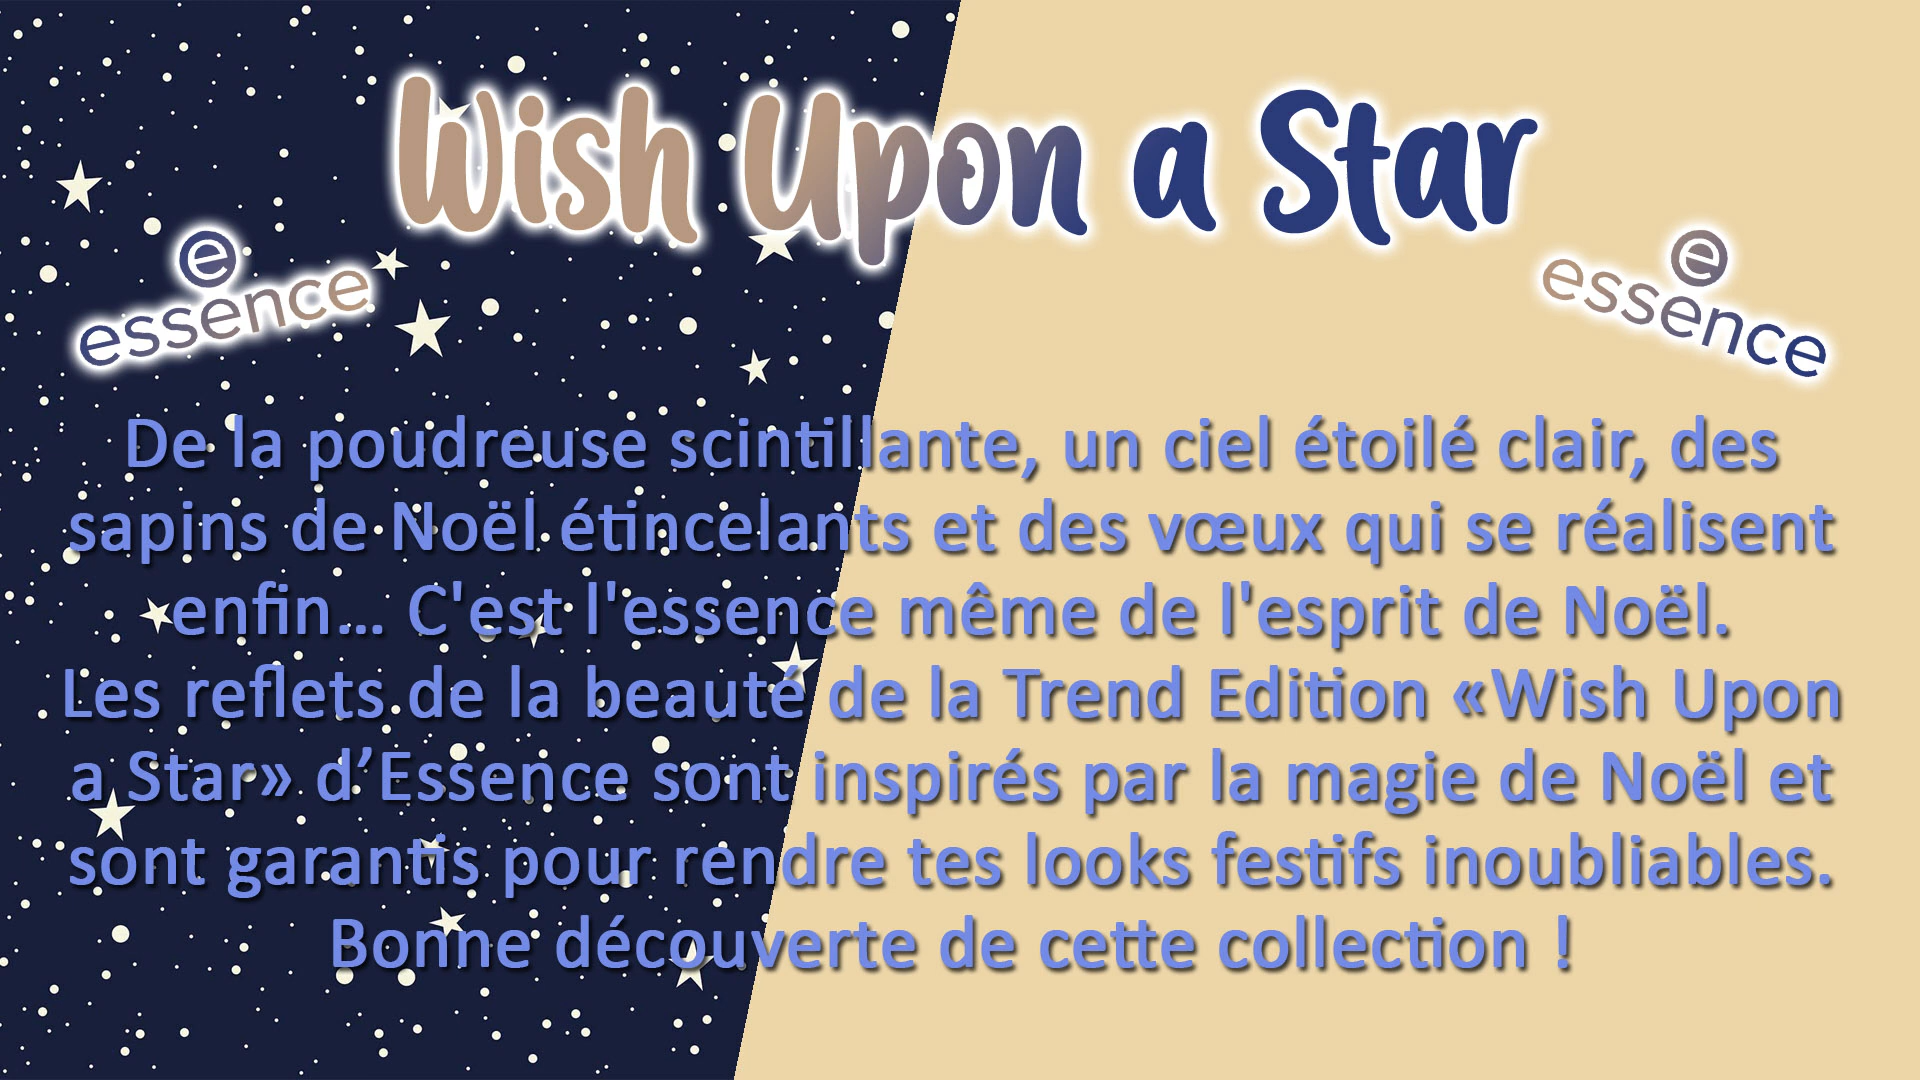 Wish Upon a Star
e
essence
e
essence
De la poudreuse scintillante, un ciel étoilé clair, des
sapins de Noël étincelants et des vœux qui se réalisent
enfin... C'est l'essence même de l'esprit de Noël.
Les reflets de la beauté de la Trend Edition «Wish Upon
a Star» d’Essence sont inspirés par la magie de Noël et
sont garantis pour rendre tes looks festifs inoubliables.
Bonne découverte de cette collection !